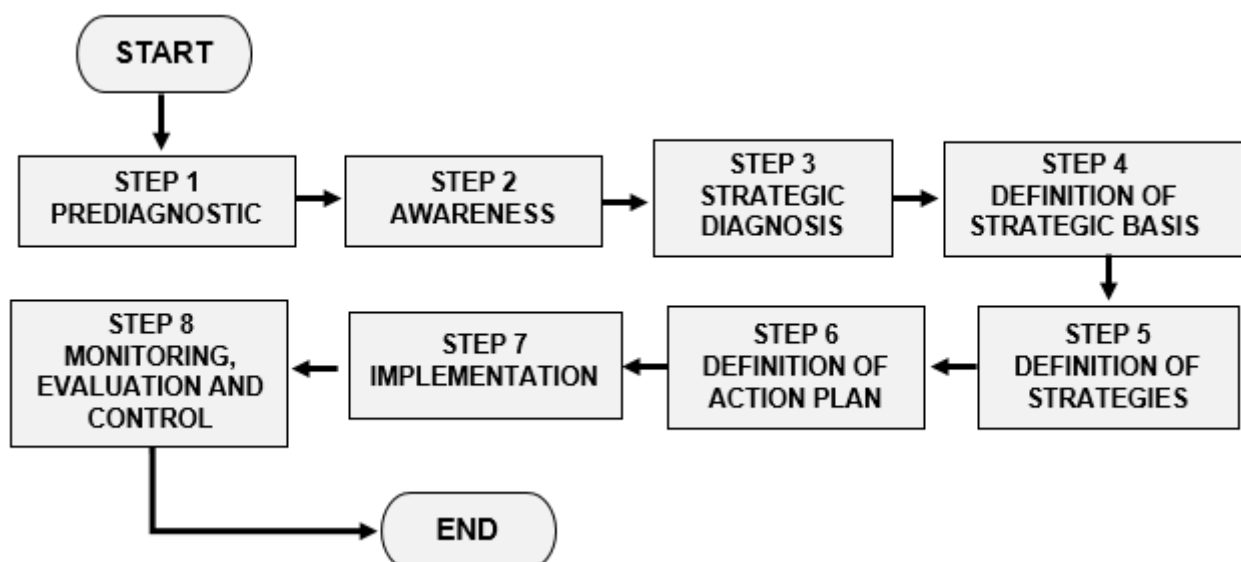 START
STEP 1
PREDIAGNOSTIC
STEP 2
AWARENESS
STEP 3
STRATEGIC
DIAGNOSIS
STEP 4
DEFINITION OF
STRATEGIC BASIS
STEP 5
DEFINITION OF
STRATEGIES
STEP 6
DEFINITION OF
ACTION PLAN
STEP 7
IMPLEMENTATION
STEP 8
MONITORING,
EVALUATION AND
CONTROL
END